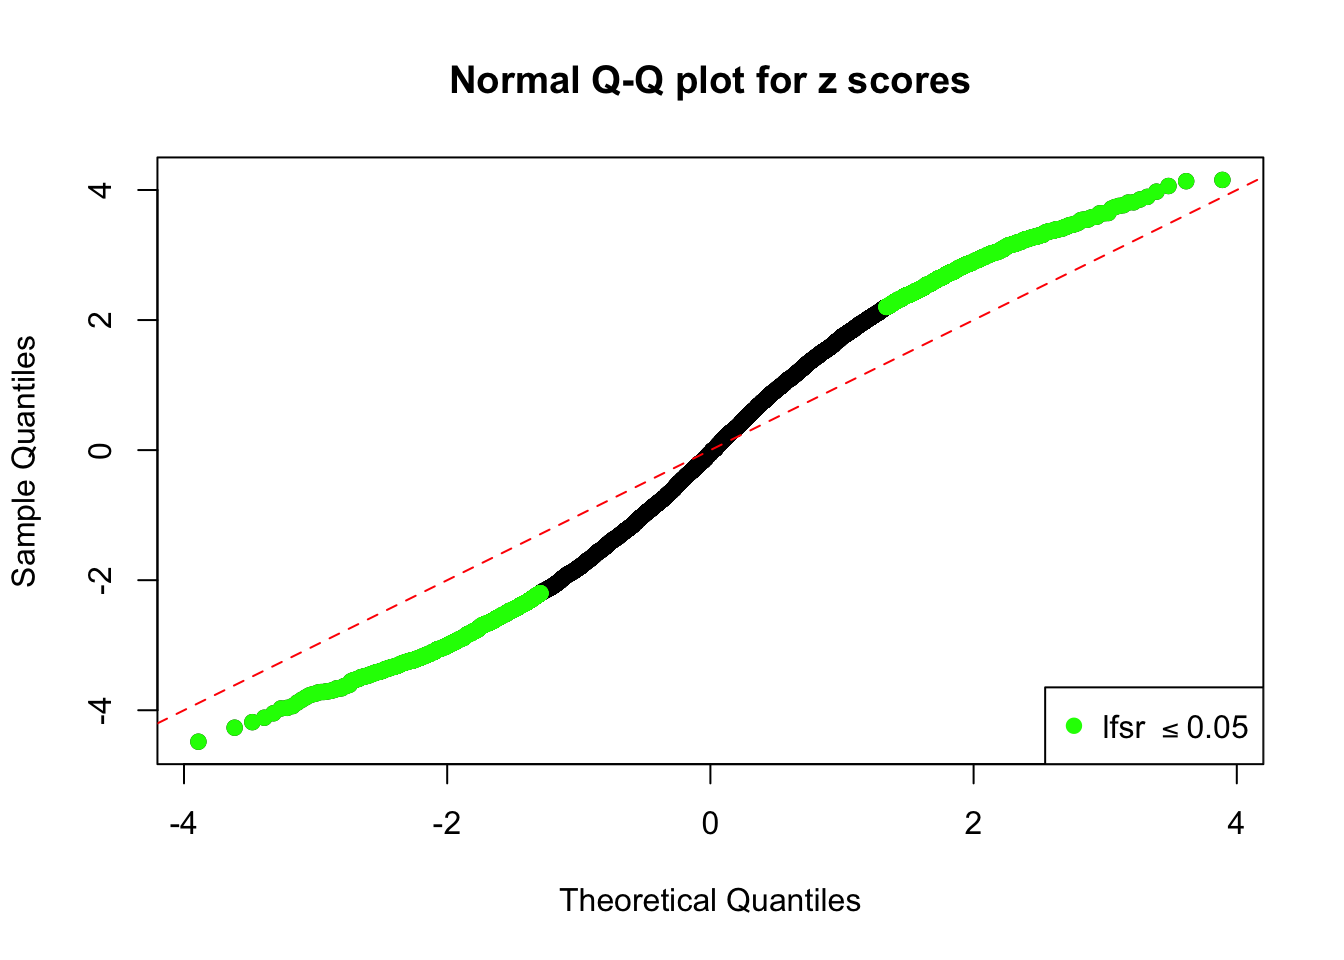 Normal Q-Q plot for z scores
Sample Quantiles
4
2
0
-2
-4
lfsr ≤ 0.05
-4 -2 0 2 4
Theoretical Quantiles